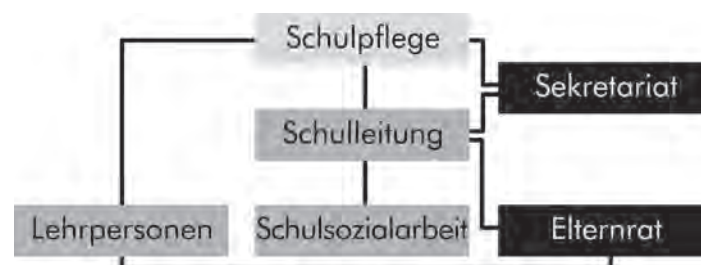 Schulpflege
Sekretariat
Schulleitung
Lehrpersonen
Schulsozialarbeit
Elternrat